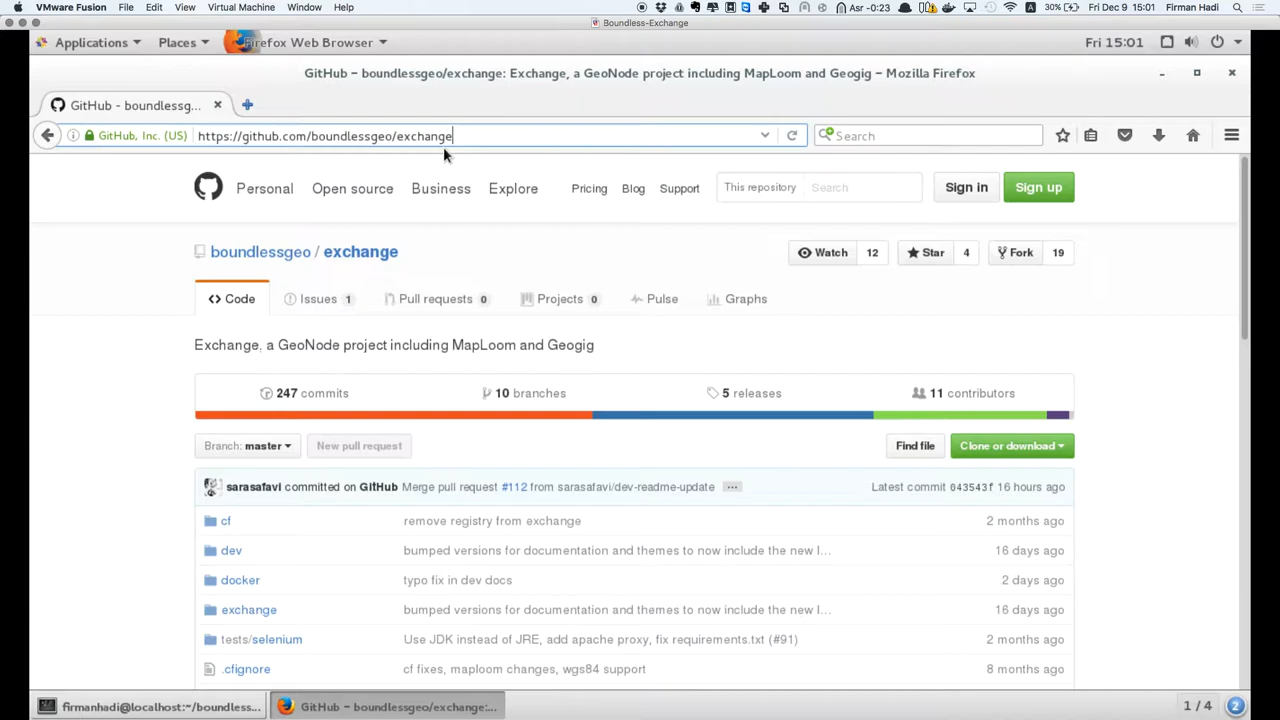 VMware Fusion File Edit View Virtual Machine Window Help Asr -0:23 A 30% Fri Dec 9 15:01 Firman Hadi
Boundless-Exchange
Applications Places Firefox Web Browser Fri 15:01
GitHub - boundlessgeo/exchange: Exchange, a GeoNode project including MapLoom and Geogig - Mozilla Firefox
GitHub - boundlessg...
GitHub, Inc. (US) https://github.com/boundlessgeo/exchange Search
Personal Open source Business Explore Pricing Blog Support This repository Search Sign in Sign up
boundlessgeo / exchange Watch 12 Star 4 Fork 19
Code Issues 1 Pull requests 0 Projects 0 Pulse Graphs
Exchange, a GeoNode project including MapLoom and Geogig
247 commits 10 branches 5 releases 11 contributors
Branch: master New pull request Find file Clone or download
sarasafavi committed on GitHub Merge pull request #112 from sarasafavi/dev-readme-update ... Latest commit 043543f 16 hours ago
cf remove registry from exchange 2 months ago
dev bumped versions for documentation and themes to now include the new l... 16 days ago
docker typo fix in dev docs 2 days ago
exchange bumped versions for documentation and themes to now include the new l... 16 days ago
tests/selenium Use JDK instead of JRE, add apache proxy, fix requirements.txt (#91) 2 months ago
.cfignore cf fixes, maploom changes, wgs84 support 8 months ago
firmanhadi@localhost:~/boundless... GitHub - boundlessgeo/exchange:... 1 / 4 2